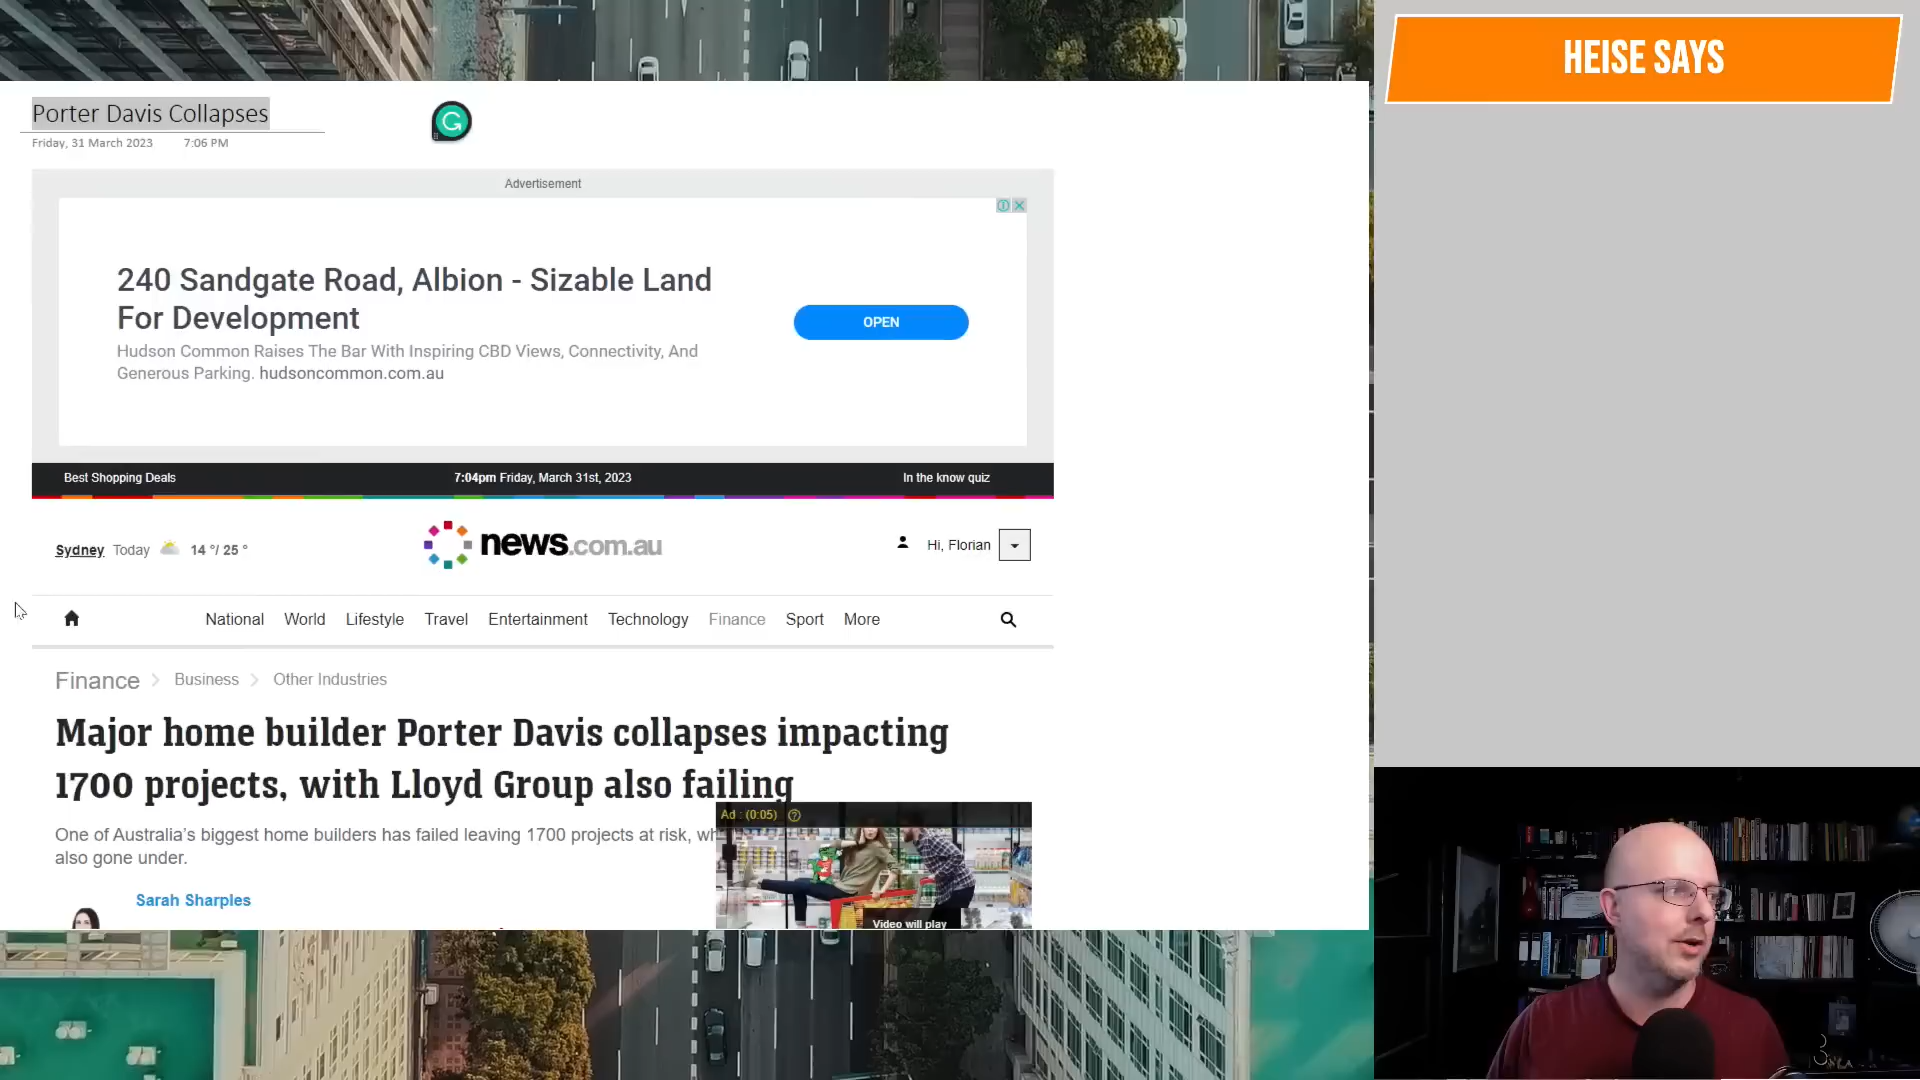 HEISE SAYS
Porter Davis Collapses
Friday, 31 March 2023 7:06 PM
Advertisement
240 Sandgate Road, Albion - Sizable Land
For Development
OPEN
Hudson Common Raises The Bar With Inspiring CBD Views, Connectivity, And
Generous Parking. hudsoncommon.com.au
Best Shopping Deals
7:04pm Friday, March 31st, 2023
In the know quiz
Sydney Today 14 °/ 25 °
news.com.au
Hi, Florian
National World Lifestyle Travel Entertainment Technology Finance Sport More
Finance Business Other Industries
Major home builder Porter Davis collapses impacting
1700 projects, with Lloyd Group also failing
Ad : (0:05)
One of Australia's biggest home builders has failed leaving 1700 projects at risk, wh
also gone under.
Sarah Sharples
Video will play